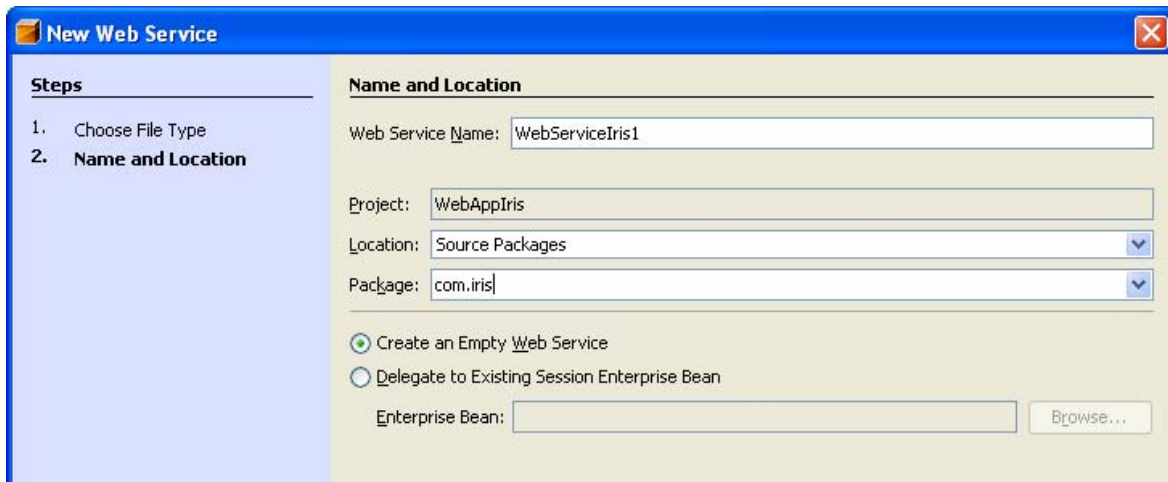 New Web Service
Steps
1. Choose File Type
2. Name and Location
Name and Location
Web Service Name: WebServiceIris1
Project: WebAppIris
Location: Source Packages
Package: com.iris
Create an Empty Web Service
Delegate to Existing Session Enterprise Bean
Enterprise Bean:
Browse...